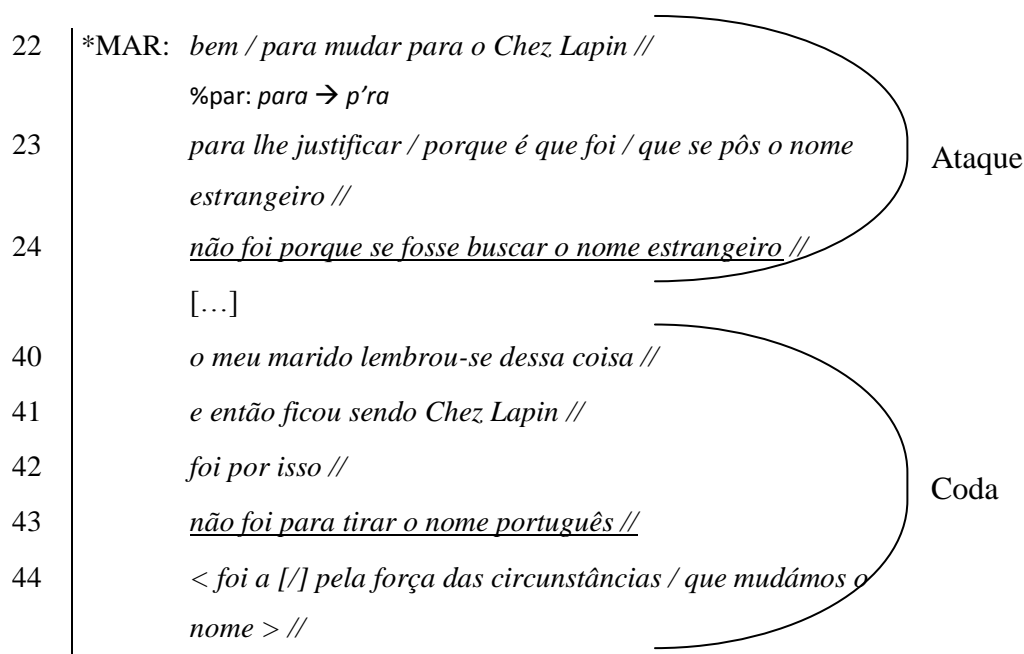 22 *MAR: bem / para mudar para o Chez Lapin //
%par: para → p'ra
23 para lhe justificar / porque é que foi / que se pôs o nome
estrangeiro //
Ataque
24 não foi porque se fosse buscar o nome estrangeiro //
[…]
40 o meu marido lembrou-se dessa coisa //
41 e então ficou sendo Chez Lapin //
42 foi por isso //
Coda
43 não foi para tirar o nome português //
44 < foi a [/] pela força das circunstâncias / que mudámos o
nome > //